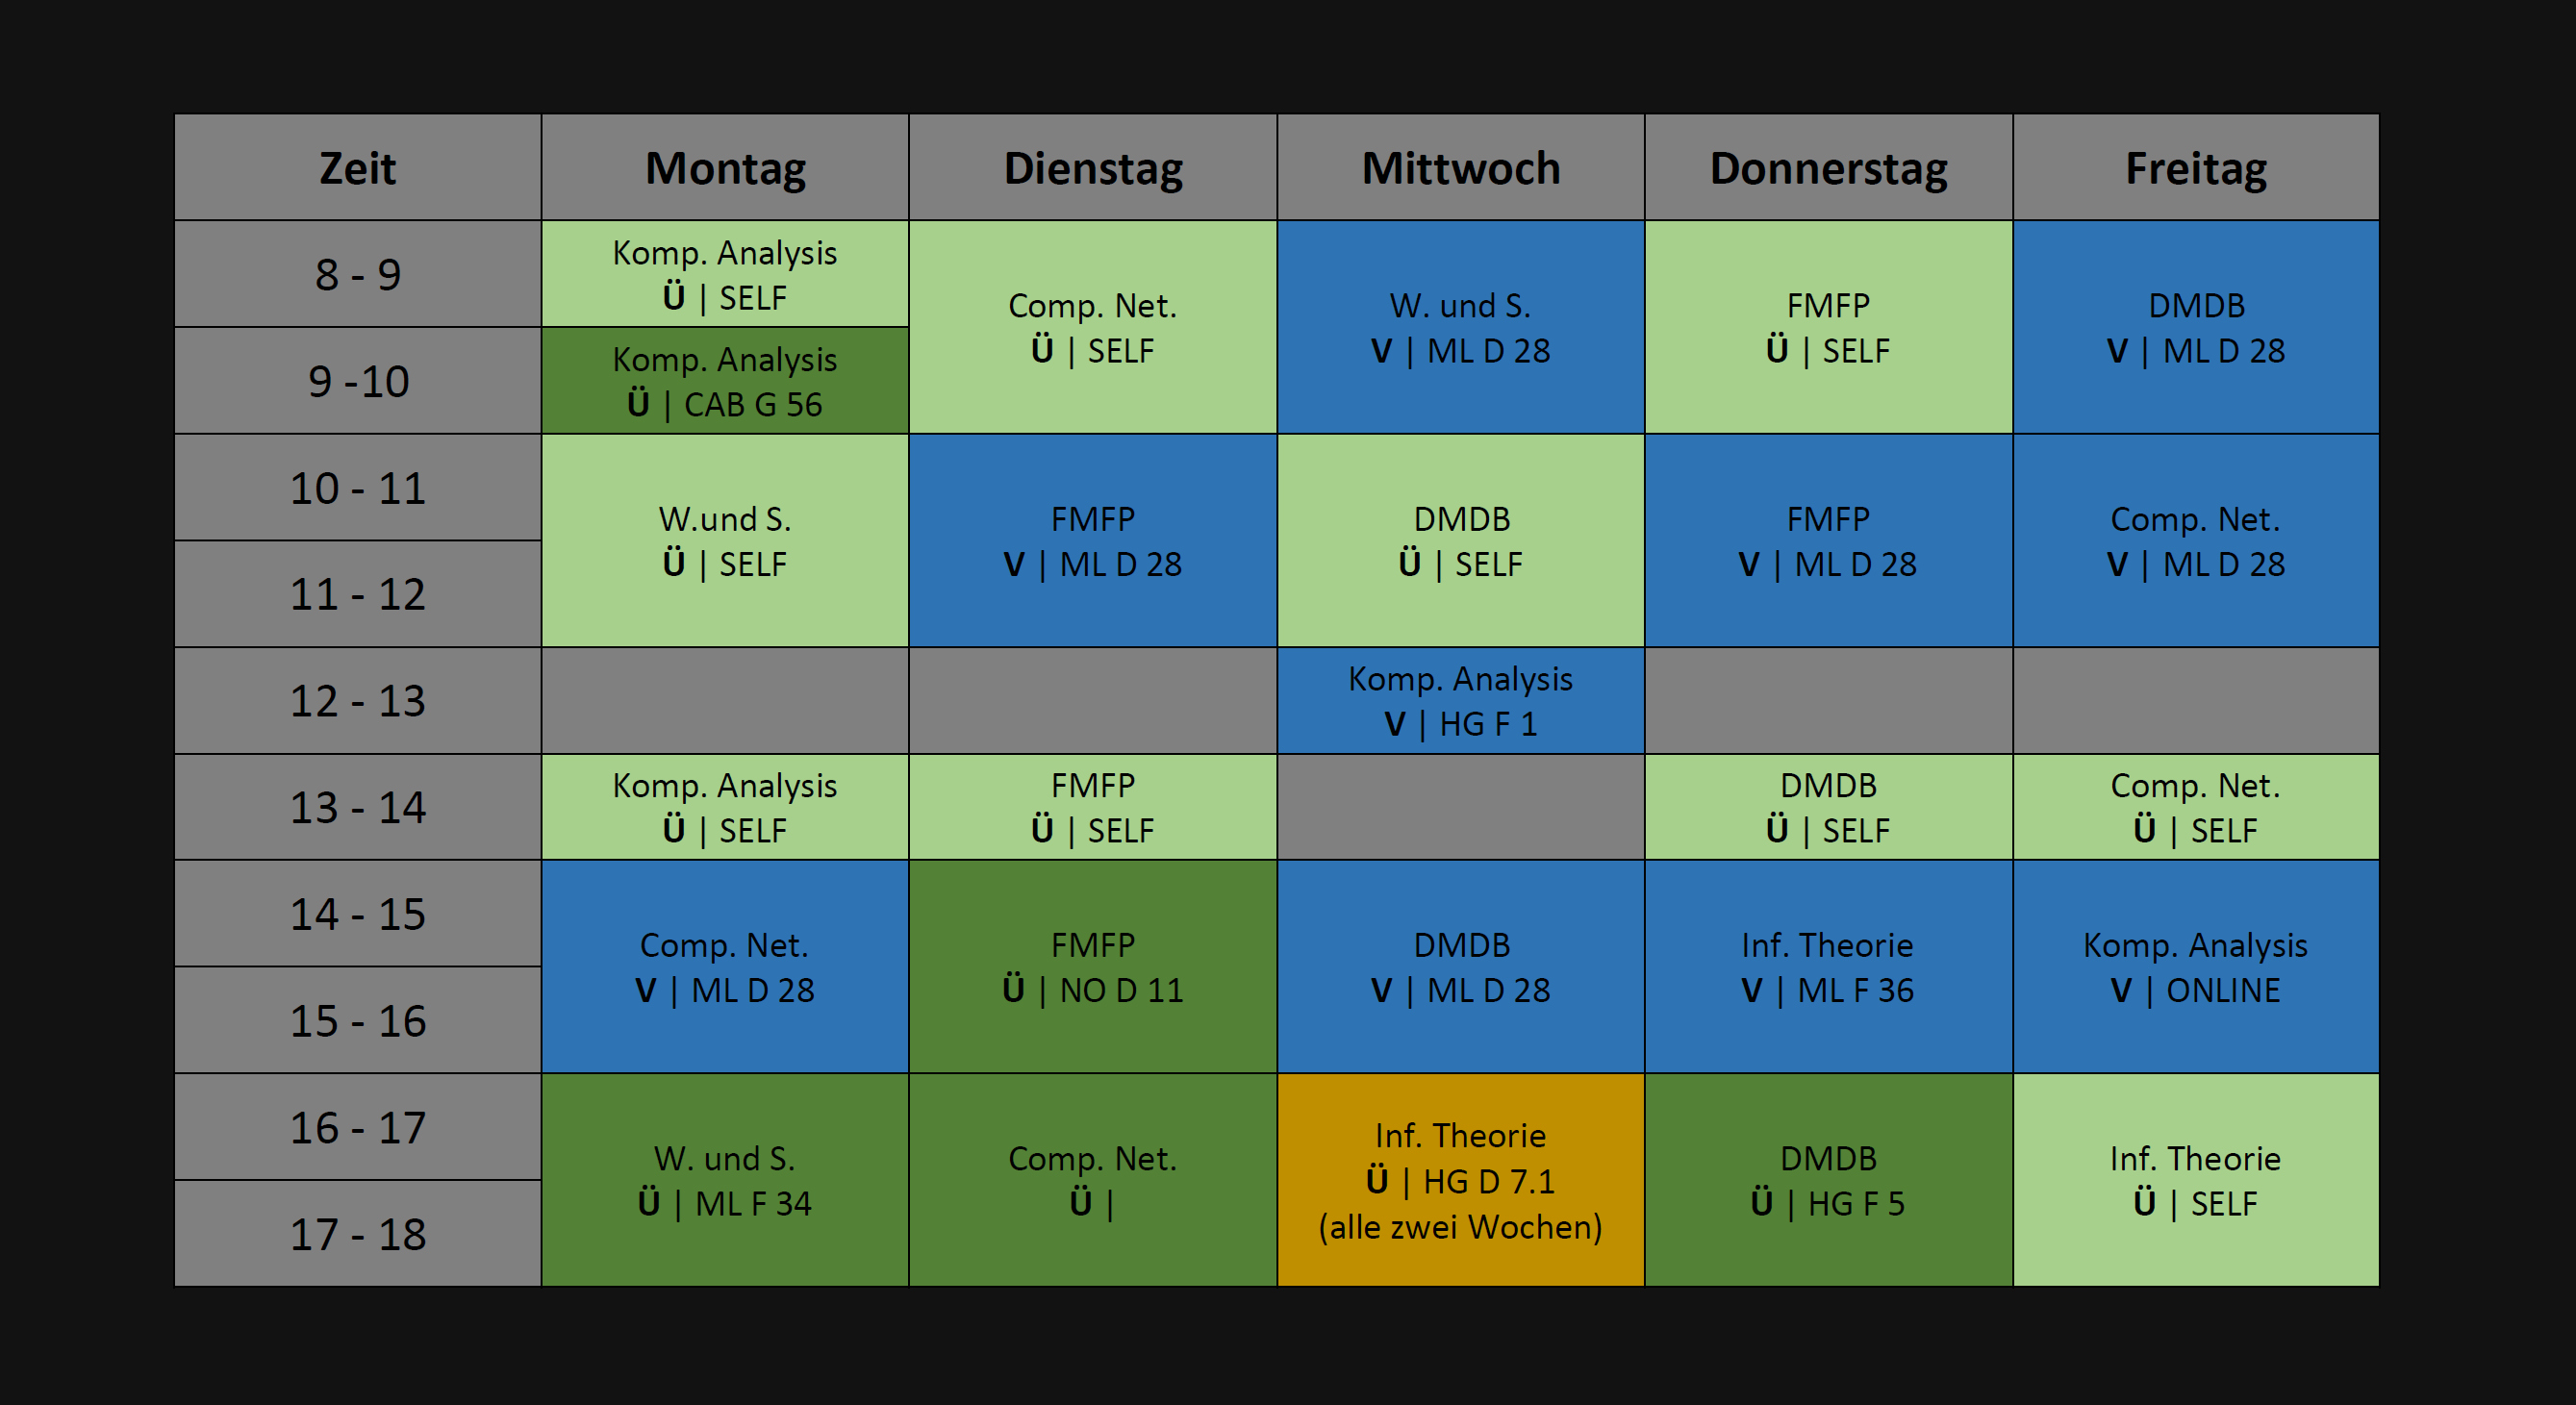 Zeit Montag Dienstag Mittwoch Donnerstag Freitag
8 - 9
Komp. Analysis
Ü | SELF
Comp. Net.
Ü | SELF
W. und S.
V | ML D 28
FMFP
Ü | SELF
DMDB
V | ML D 28
9 -10
Komp. Analysis
Ü | CAB G 56
10 - 11
W.und S.
Ü | SELF
FMFP
V | ML D 28
DMDB
Ü | SELF
FMFP
V | ML D 28
Comp. Net.
V | ML D 28
11 - 12
12 - 13
Komp. Analysis
V | HG F 1
13 - 14
Komp. Analysis
Ü | SELF
FMFP
Ü | SELF
DMDB
Ü | SELF
Comp. Net.
Ü | SELF
14 - 15
Comp. Net.
V | ML D 28
FMFP
Ü | NO D 11
DMDB
V | ML D 28
Inf. Theorie
V | ML F 36
Komp. Analysis
V | ONLINE
15 - 16
16 - 17
W. und S.
Ü | ML F 34
Comp. Net.
Ü |
Inf. Theorie
Ü | HG D 7.1
(alle zwei Wochen)
DMDB
Ü | HG F 5
Inf. Theorie
Ü | SELF
17 - 18